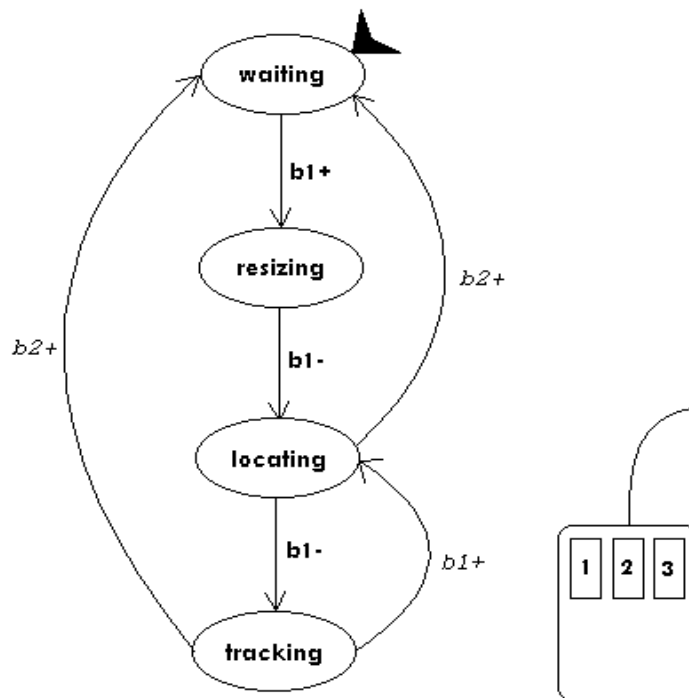 waiting
b1+
resizing
b2+
b2+
b1-
locating
b1-
b1+
1 2 3
tracking